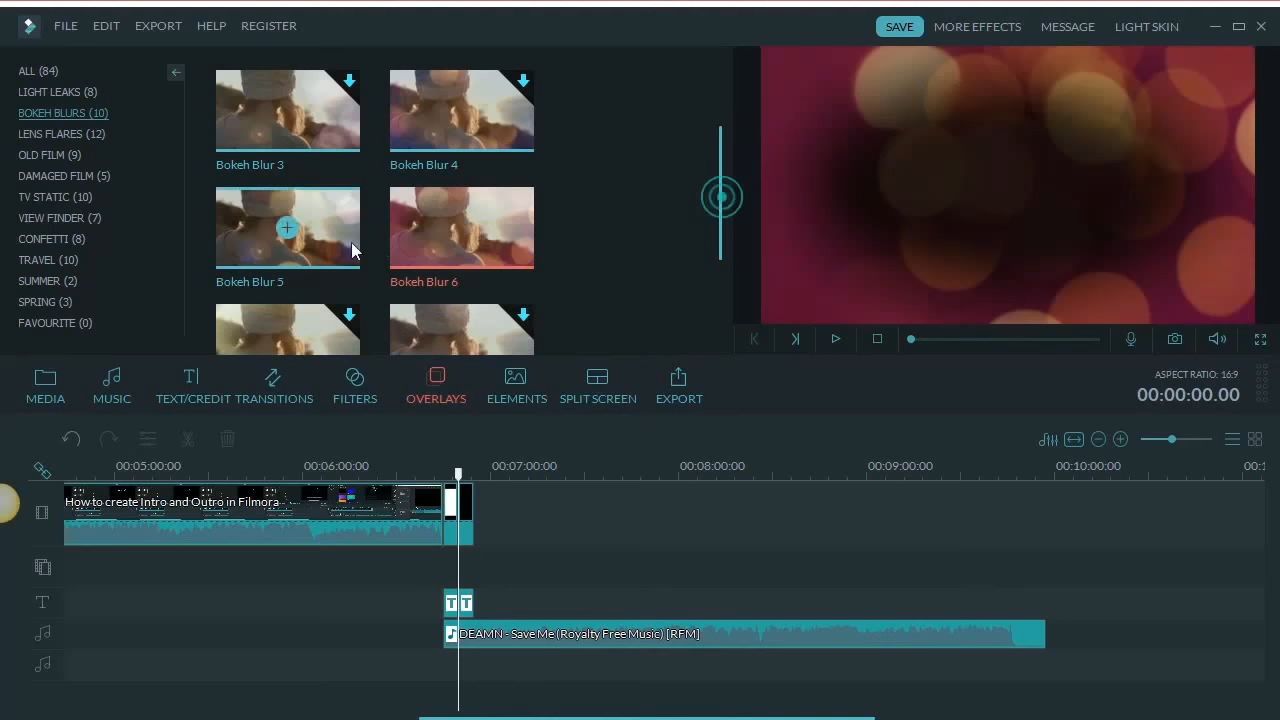 FILE EDIT EXPORT HELP REGISTER
SAVE MORE EFFECTS MESSAGE LIGHT SKIN
ALL (84)
LIGHT LEAKS (8)
BOKEH BLURS (10)
LENS FLARES (12)
OLD FILM (9)
DAMAGED FILM (5)
TV STATIC (10)
VIEW FINDER (7)
CONFETTI (8)
TRAVEL (10)
SUMMER (2)
SPRING (3)
FAVOURITE (0)
Bokeh Blur 3 Bokeh Blur 4
Bokeh Blur 5 Bokeh Blur 6
MEDIA MUSIC TEXT/CREDIT TRANSITIONS FILTERS OVERLAYS ELEMENTS SPLIT SCREEN EXPORT
ASPECT RATIO: 16:9
00:00:00.00
00:05:00:00 00:06:00:00 00:07:00:00 00:08:00:00 00:09:00:00 00:10:00:00 00:1
How to create Intro and Outro in Filmora
T T T
DEAMN - Save Me (Royalty Free Music) [RFM]